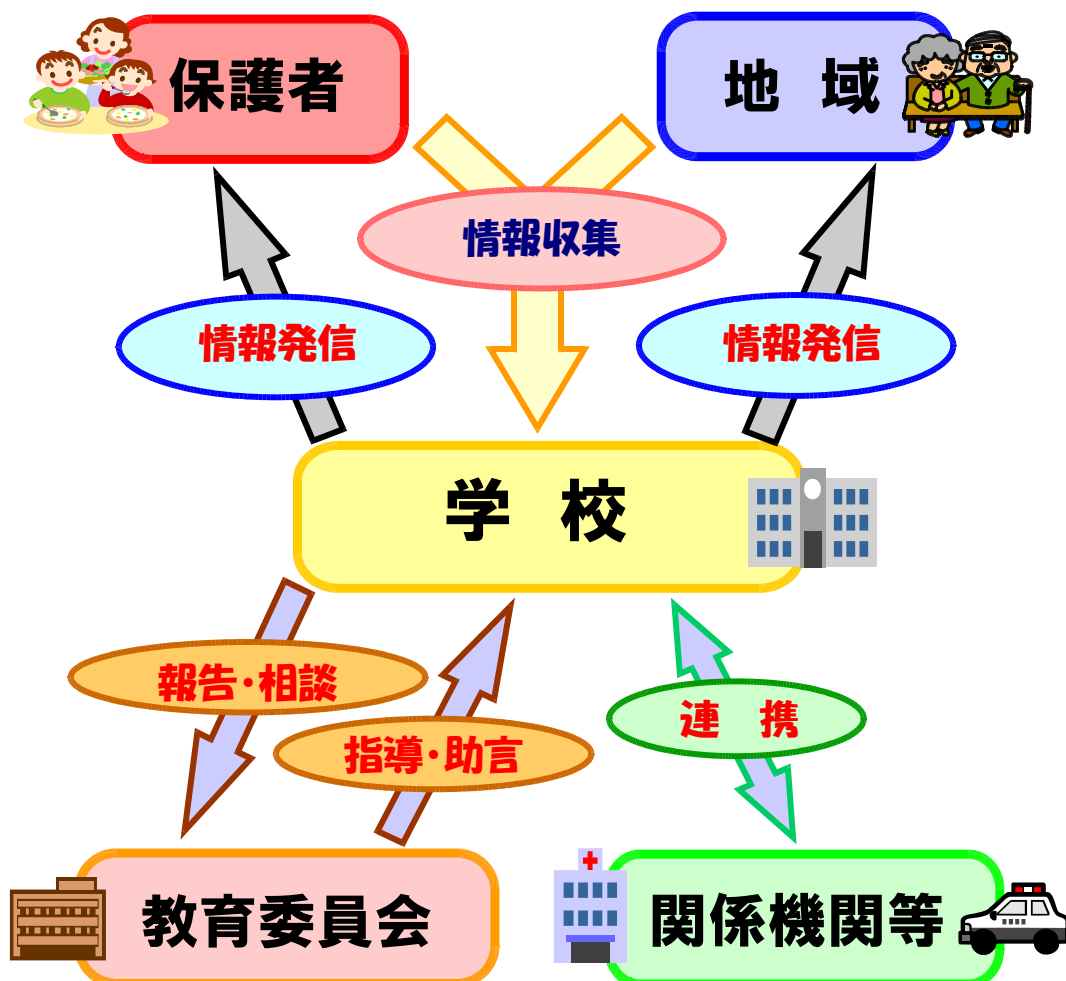 保護者
地　域
情報収集
情報発信
情報発信
学　校
報告・相談
指導・助言
連　携
教育委員会
関係機関等